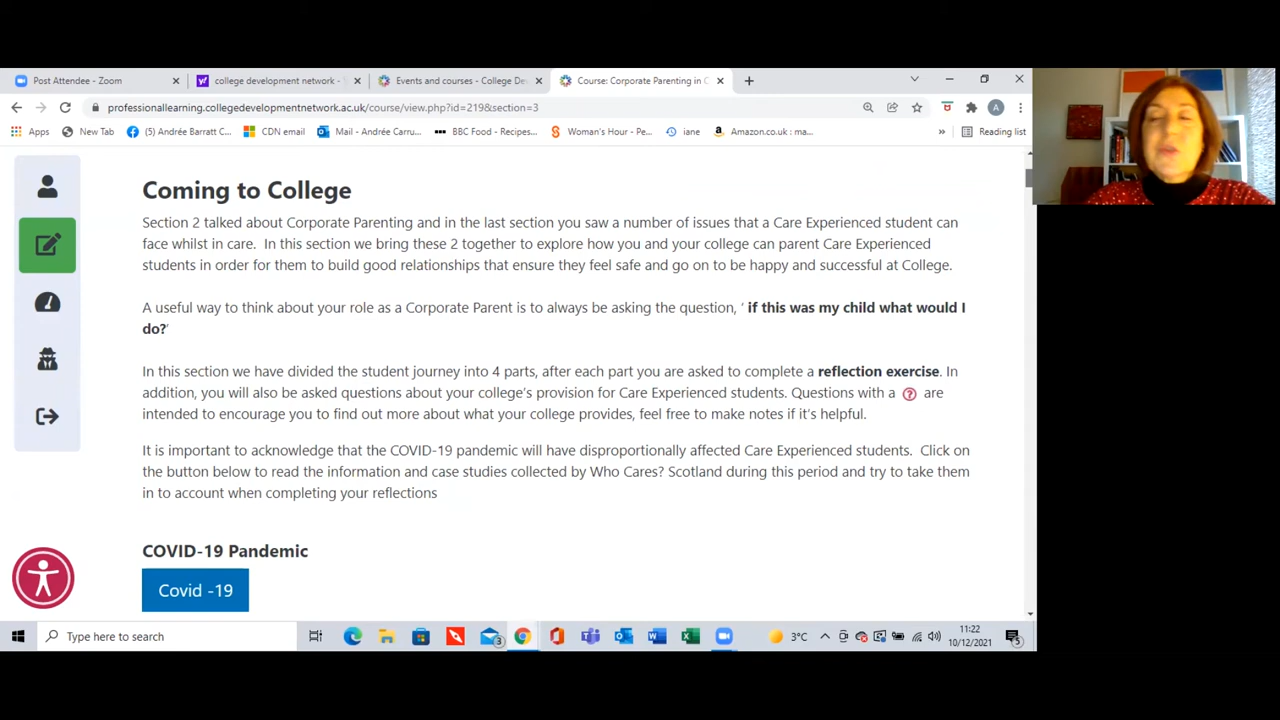 Post Attendee - Zoom
college development network -
Events and courses - College De
Course: Corporate Parenting in C
professionallearning.collegedevelopmentnetwork.ac.uk/course/view.php?id=219&section=3
A
Apps
New Tab
(5) Andrée Barratt C...
CDN email
Mail - Andrée Carru...
BBC Food - Recipes...
Woman's Hour - Pe...
iane
Amazon.co.uk : ma...
»
Reading list
Coming to College
Section 2 talked about Corporate Parenting and in the last section you saw a number of issues that a Care Experienced student can
face whilst in care.  In this section we bring these 2 together to explore how you and your college can parent Care Experienced
students in order for them to build good relationships that ensure they feel safe and go on to be happy and successful at College.
A useful way to think about your role as a Corporate Parent is to always be asking the question, ‘ if this was my child what would I
do?’
In this section we have divided the student journey into 4 parts, after each part you are asked to complete a reflection exercise. In
addition, you will also be asked questions about your college’s provision for Care Experienced students. Questions with a ? are
intended to encourage you to find out more about what your college provides, feel free to make notes if it’s helpful.
It is important to acknowledge that the COVID-19 pandemic will have disproportionally affected Care Experienced students.  Click on
the button below to read the information and case studies collected by Who Cares? Scotland during this period and try to take them
in to account when completing your reflections
COVID-19 Pandemic
Covid -19
Type here to search
3
3°C
11:22
10/12/2021
5